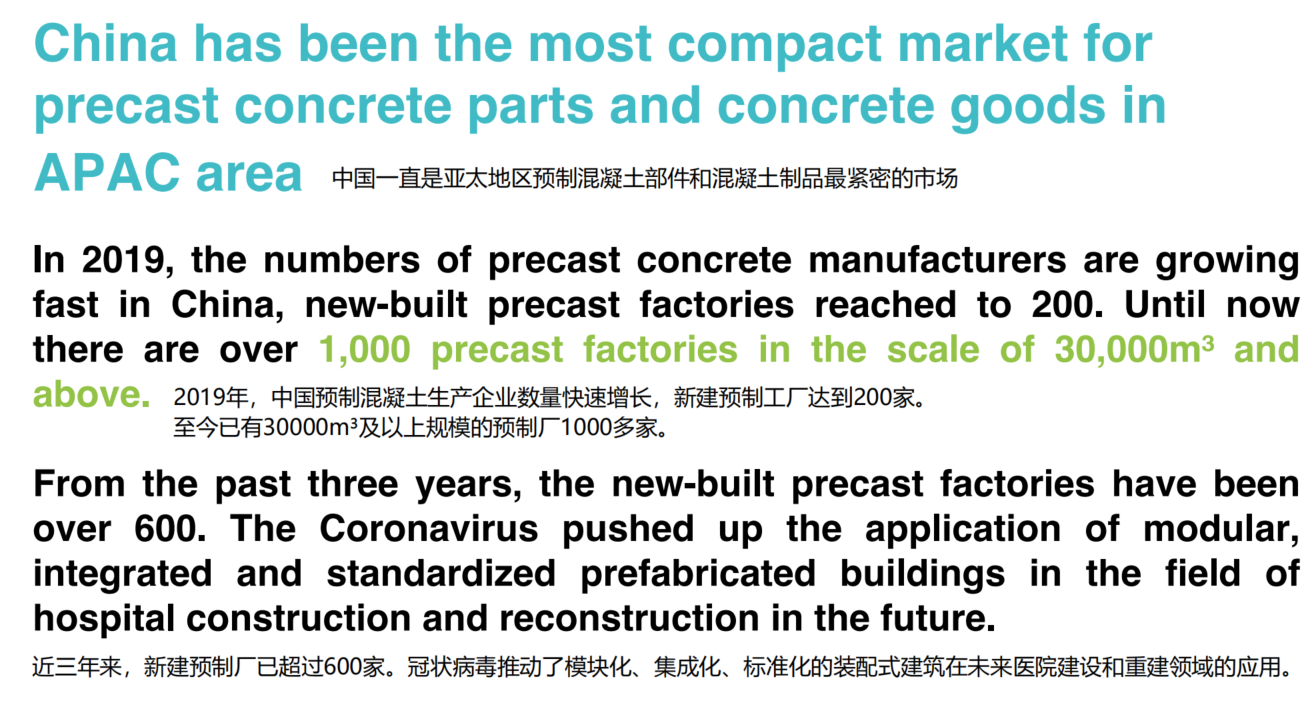 China has been the most compact market for
precast concrete parts and concrete goods in
APAC area 中国一直是亚太地区预制混凝土部件和混凝土制品最紧密的市场
In 2019, the numbers of precast concrete manufacturers are growing
fast in China, new-built precast factories reached to 200. Until now
there are over 1,000 precast factories in the scale of 30,000m³ and
above. 2019年，中国预制混凝土生产企业数量快速增长，新建预制工厂达到200家。
至今已有30000m³及以上规模的预制厂1000多家。
From the past three years, the new-built precast factories have been
over 600. The Coronavirus pushed up the application of modular,
integrated and standardized prefabricated buildings in the field of
hospital construction and reconstruction in the future.
近三年来，新建预制厂已超过600家。冠状病毒推动了模块化、集成化、标准化的装配式建筑在未来医院建设和重建领域的应用。